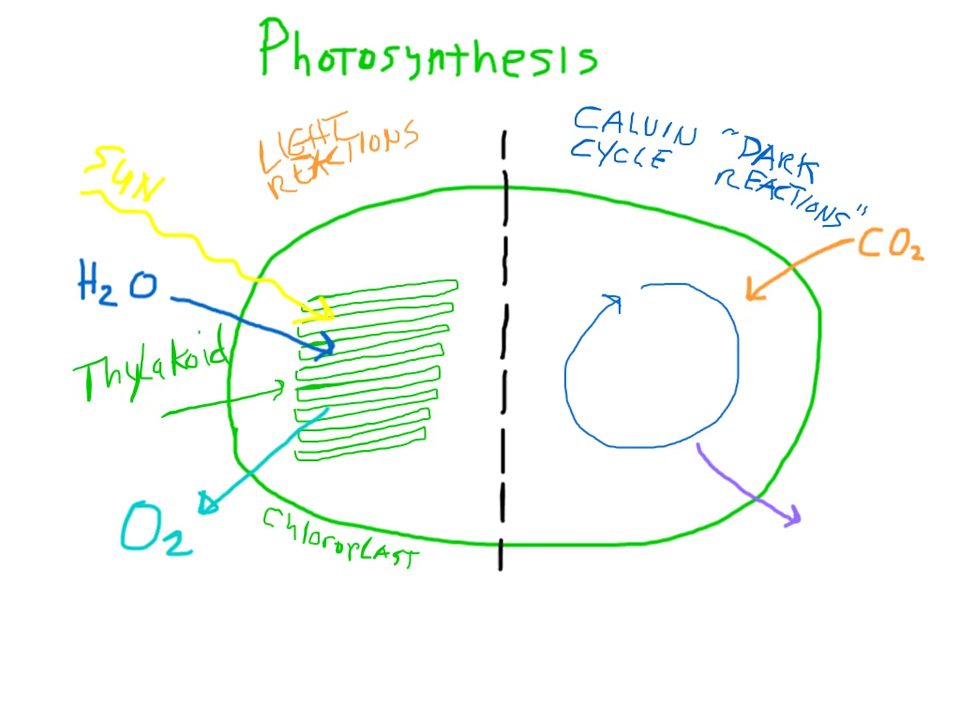 Photosynthesis
LIGHT
REACTIONS
CALVIN
CYCLE
"DARK
REACTIONS"
SUN
CO2
H2O
Thylakoid
O2
Chloroplast